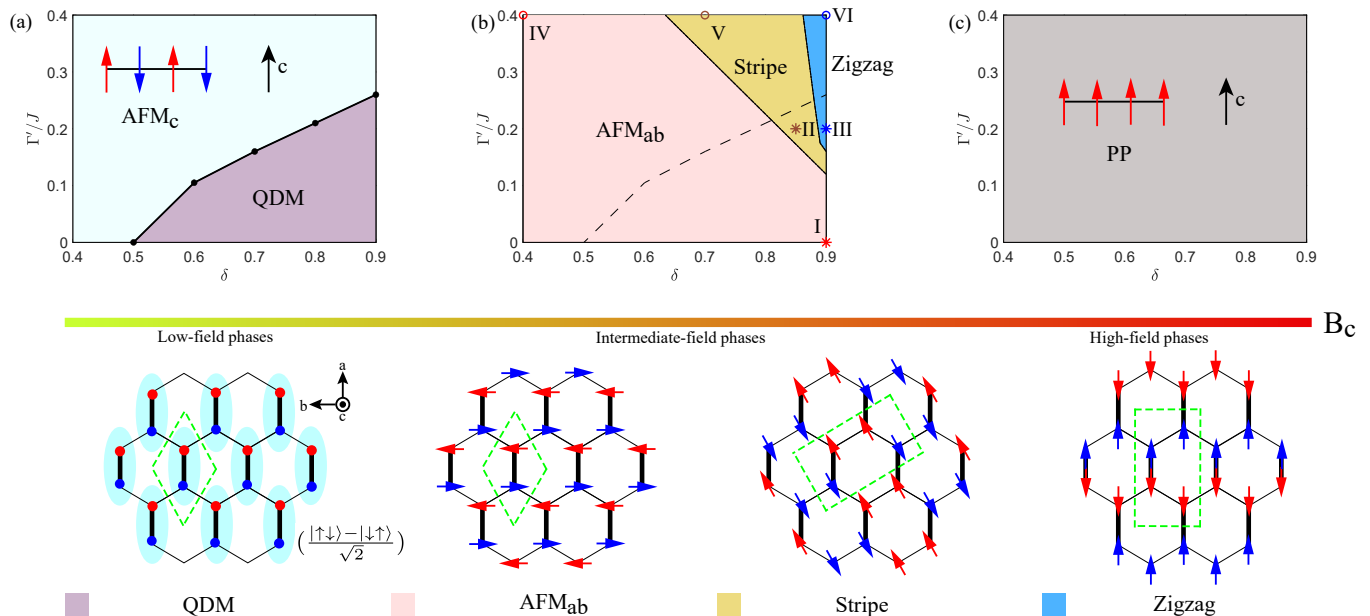 (a)
0.4
0.3
0.2
0.1
0
Γ′/J
0.4 0.5 0.6 0.7 0.8 0.9
δ
AFMc
c
QDM
(b)
0.4
0.3
0.2
0.1
0
Γ′/J
0.4 0.5 0.6 0.7 0.8 0.9
δ
IV
V
VI
Stripe
Zigzag
AFMab
II
III
I
(c)
0.4
0.3
0.2
0.1
0
Γ′/J
0.4 0.5 0.6 0.7 0.8 0.9
δ
PP
c
Bc
Low-field phases
Intermediate-field phases
High-field phases
a
b
c
(|↑↓⟩−|↓↑⟩/√2)
QDM
AFMab
Stripe
Zigzag